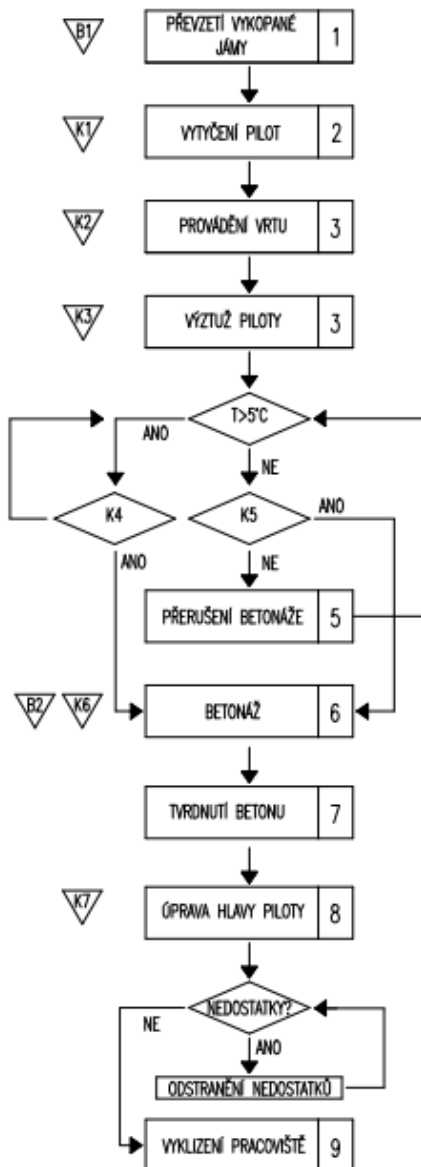 B1
PŘEVZETÍ VYKOPANÉ
JÁMY
1
K1
VYTYČENÍ PILOT
2
K2
PROVÁDĚNÍ VRTU
3
K3
VÝZTUŽ PILOTY
3
T>5°C
ANO
NE
K4
K5
ANO
ANO
NE
PŘERUŠENÍ BETONÁŽE
5
B2
K6
BETONÁŽ
6
TVRDNUTÍ BETONU
7
K7
ÚPRAVA HLAVY PILOTY
8
NEDOSTATKY?
NE
ANO
ODSTRANĚNÍ NEDOSTATKŮ
VYKLIZENÍ PRACOVIŠTĚ
9